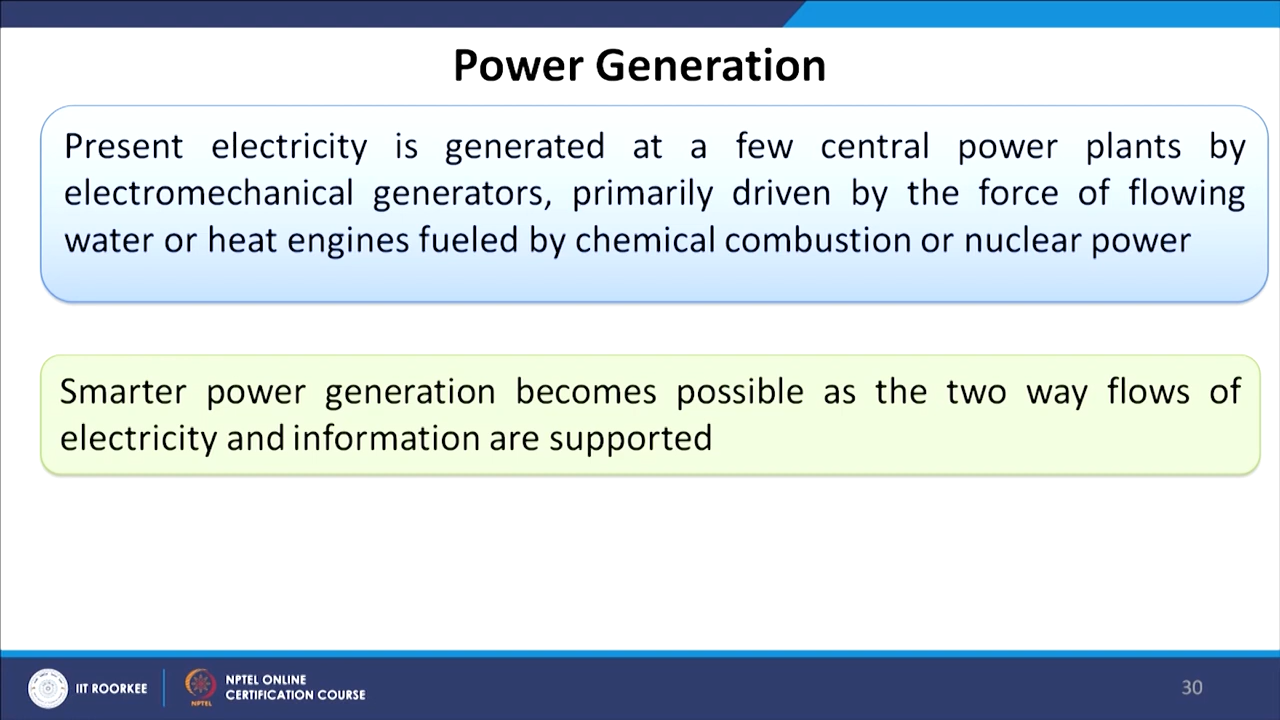 Power Generation
Present electricity is generated at a few central power plants by
electromechanical generators, primarily driven by the force of flowing
water or heat engines fueled by chemical combustion or nuclear power
Smarter power generation becomes possible as the two way flows of
electricity and information are supported
IIT ROORKEE
NPTEL
NPTEL ONLINE
CERTIFICATION COURSE
30